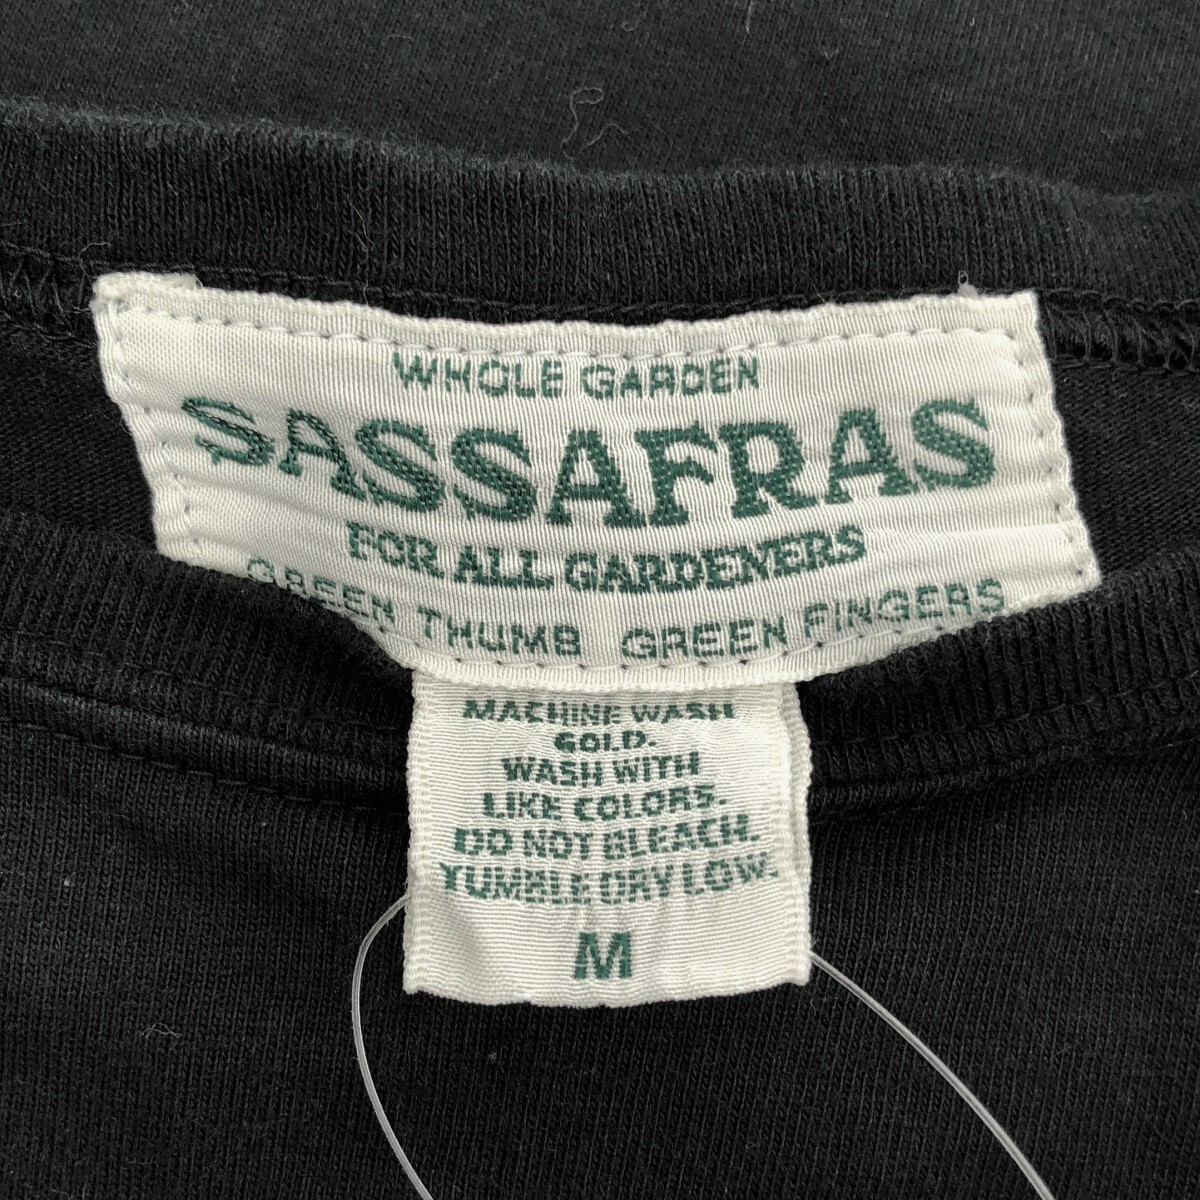 WHOLE GARDEN
SASSAFRAS
FOR ALL GARDENERS
GREEN THUMB GREEN FINGERS
MACHINE WASH
COLD.
WASH WITH
LIKE COLORS.
DO NOT BLEACH.
TUMBLE DRY LOW.
M